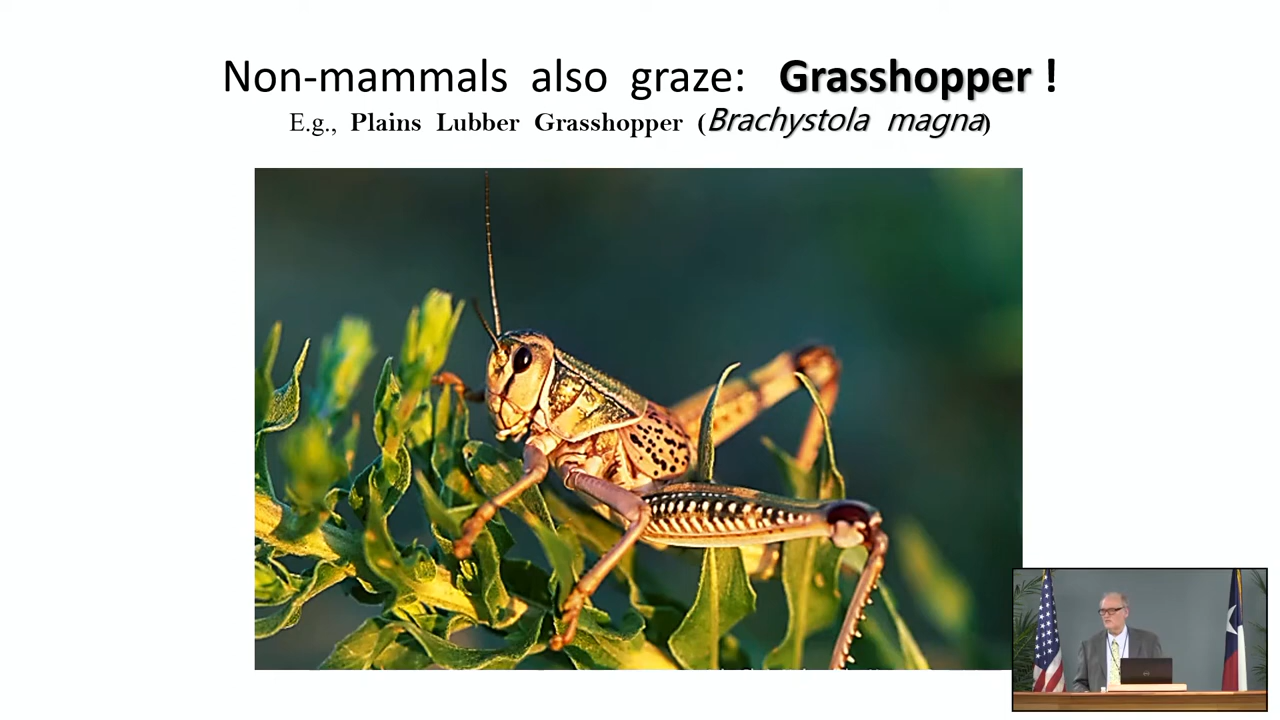 Non-mammals also graze: Grasshopper !
E.g., Plains Lubber Grasshopper (Brachystola magna)